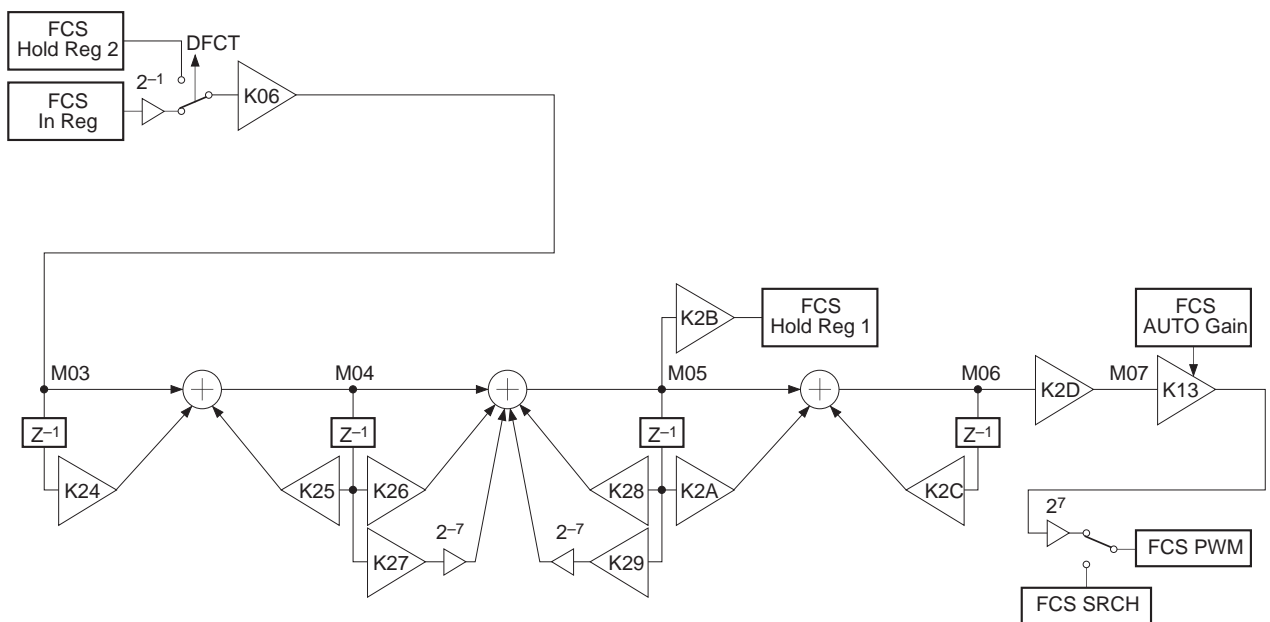 FCS
Hold Reg 2
DFCT
2⁻¹
FCS
In Reg
K06
K2B
FCS
Hold Reg 1
FCS
AUTO Gain
M03
M04
M05
M06
K2D
M07
K13
Z⁻¹
Z⁻¹
Z⁻¹
Z⁻¹
K24
K25
K26
K28
K2A
K2C
K27
2⁻⁷
2⁻⁷
K29
2⁷
FCS PWM
FCS SRCH